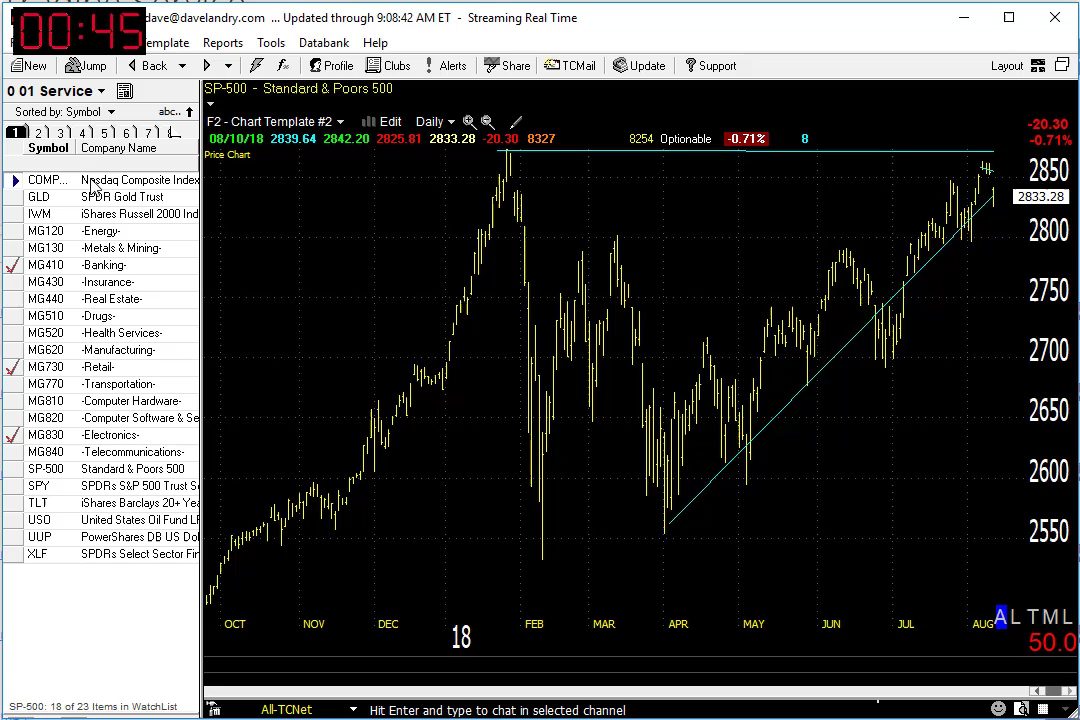 00:45
dave@davelandry.com ... Updated through 9:08:42 AM ET - Streaming Real Time
emplate Reports Tools Databank Help
New Jump Back Profile Clubs Alerts Share TCMail Update Support Layout
0 01 Service
Sorted by: Symbol abc..
1 2 3 4 5 6 7
Symbol Company Name
COMP... Nasdaq Composite Index
GLD SPDR Gold Trust
IWM iShares Russell 2000 Ind
MG120 -Energy-
MG130 -Metals & Mining-
MG410 -Banking-
MG430 -Insurance-
MG440 -Real Estate-
MG510 -Drugs-
MG520 -Health Services-
MG620 -Manufacturing-
MG730 -Retail-
MG770 -Transportation-
MG810 -Computer Hardware-
MG820 -Computer Software & Se
MG830 -Electronics-
MG840 -Telecommunications-
SP-500 Standard & Poors 500
SPY SPDRs S&P 500 Trust Se
TLT iShares Barclays 20+ Yea
USO United States Oil Fund LP
UUP PowerShares DB US Dol
XLF SPDRs Select Sector Fin
SP-500: 18 of 23 Items in WatchList
SP-500 - Standard & Poors 500
F2 - Chart Template #2 Edit Daily
08/10/18 2839.64 2842.20 2825.81 2833.28 -20.30 8327 8254 Optionable -0.71% 8
Price Chart
-20.30
-0.71%
2850
2833.28
2800
2750
2700
2650
2600
2550
OCT NOV DEC 18 FEB MAR APR MAY JUN JUL AUG
A L T M L
50.0
All-TCNet Hit Enter and type to chat in selected channel